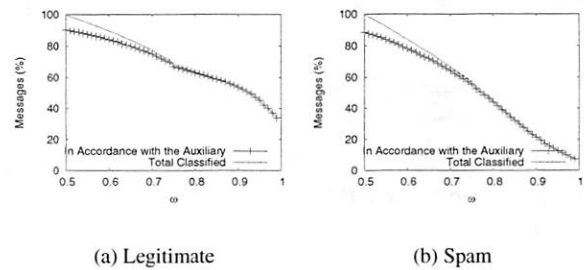 100
80
60
40
20
0
Messages (%)
n Accordance with the Auxiliary
Total Classified
0.5 0.6 0.7 0.8 0.9 1
ω
(a) Legitimate
100
80
60
40
20
0
Messages (%)
n Accordance with the Auxiliary
Total Classified
0.5 0.6 0.7 0.8 0.9 1
ω
(b) Spam